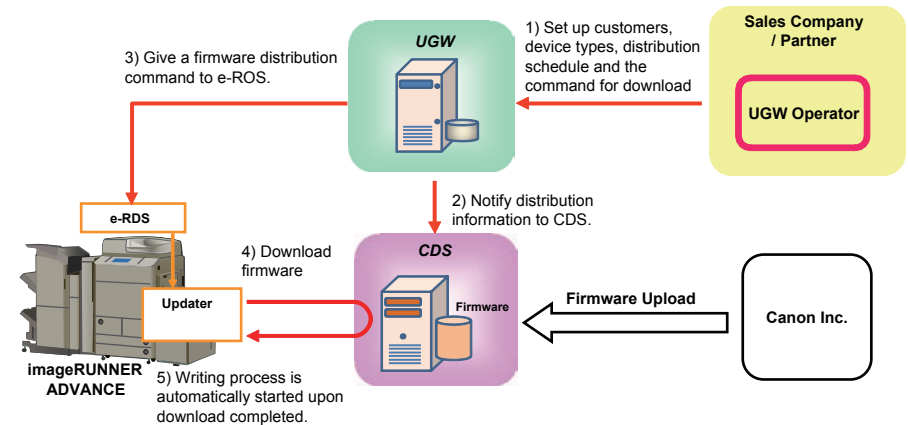 UGW
1) Set up customers,
device types, distribution
schedule and the
command for download
Sales Company
/ Partner
UGW Operator
3) Give a firmware distribution
command to e-ROS.
2) Notify distribution
information to CDS.
e-RDS
4) Download
firmware
CDS
Updater
Firmware
Firmware Upload
Canon Inc.
imageRUNNER
ADVANCE
5) Writing process is
automatically started upon
download completed.